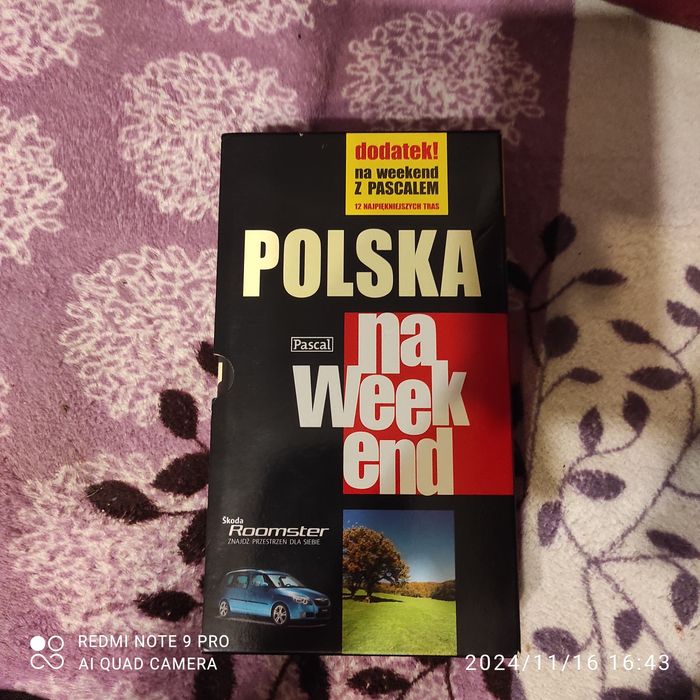 dodatek!
na weekend
Z PASCALEM
12 NAJPIĘKNIEJSZYCH TRAS
POLSKA
Pascal
na
week
end
Škoda
Roomster
ZNAJDŹ PRZESTRZEŃ DLA SIEBIE
REDMI NOTE 9 PRO
AI QUAD CAMERA
2024/11/16 16:43